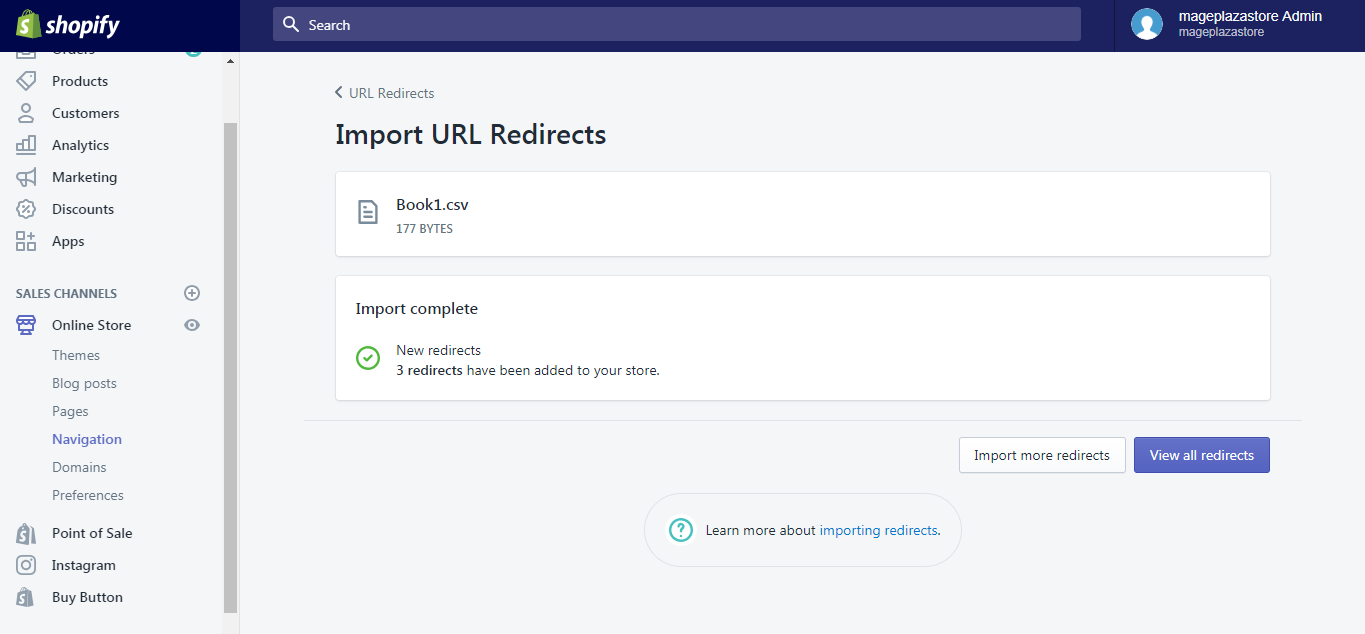 shopify
Search
mageplazastore Admin
mageplazastore
Orders
Products
Customers
Analytics
Marketing
Discounts
Apps
SALES CHANNELS
Online Store
Themes
Blog posts
Pages
Navigation
Domains
Preferences
Point of Sale
Instagram
Buy Button
URL Redirects
Import URL Redirects
Book1.csv
177 BYTES
Import complete
New redirects
3 redirects have been added to your store.
Import more redirects
View all redirects
Learn more about importing redirects.